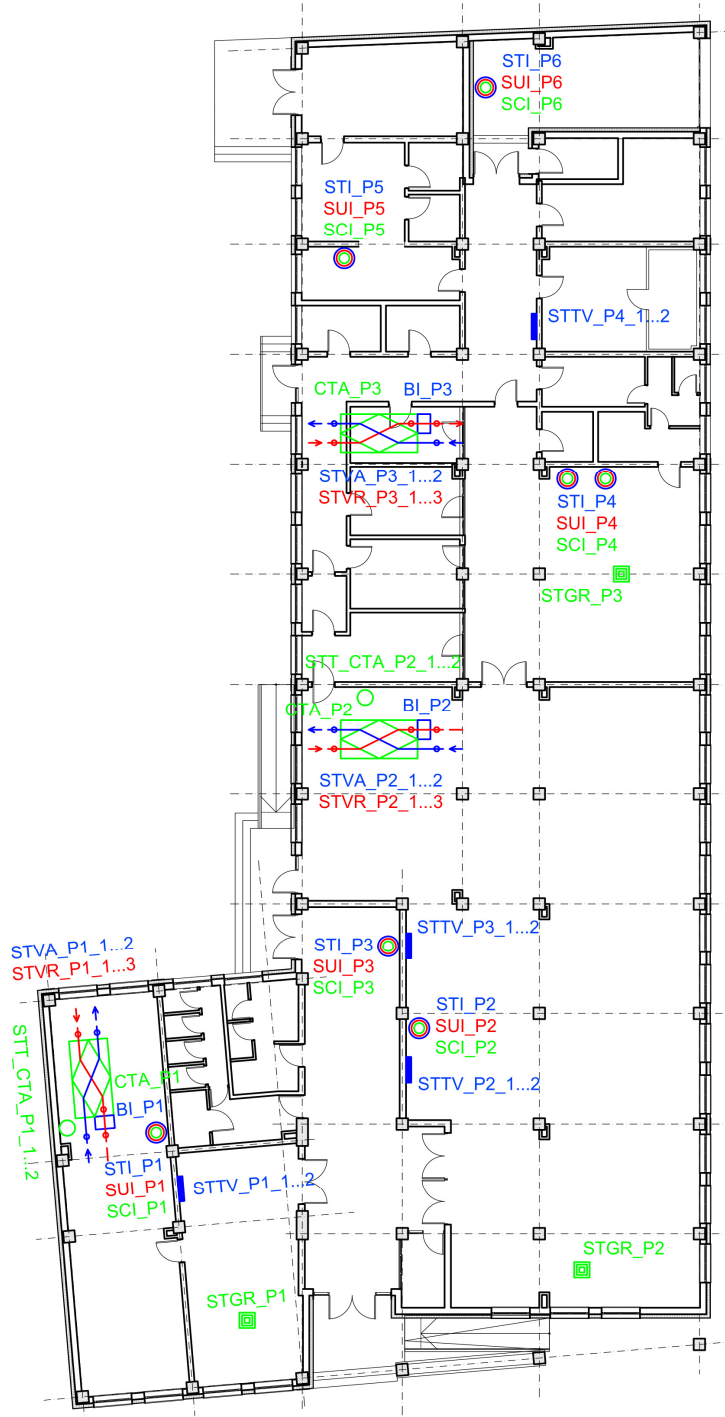 STI_P6
SUI_P6
SCI_P6
STI_P5
SUI_P5
SCI_P5
STTV_P4_1...2
CTA_P3
BI_P3
STVA_P3_1...2
STVR_P3_1...3
STI_P4
SUI_P4
SCI_P4
STGR_P3
STT_CTA_P2_1...2
CTA_P2
BI_P2
STVA_P2_1...2
STVR_P2_1...3
STTV_P3_1...2
STI_P3
SUI_P3
SCI_P3
STVA_P1_1...2
STVR_P1_1...3
STI_P2
SUI_P2
SCI_P2
STT_CTA_P1_1...2
CTA_P1
STTV_P2_1...2
BI_P1
STI_P1
SUI_P1
SCI_P1
STTV_P1_1...2
STGR_P2
STGR_P1